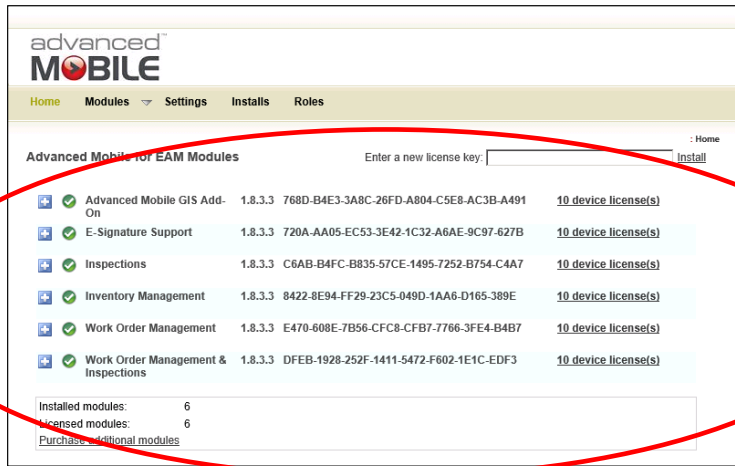 advanced™
MOBILE
Home Modules Settings Installs Roles
: Home
Advanced Mobile for EAM Modules Enter a new license key: Install
Advanced Mobile GIS Add-On 1.8.3.3 768D-B4E3-3A8C-26FD-A804-C5E8-AC3B-A491 10 device license(s)
E-Signature Support 1.8.3.3 720A-AA05-EC53-3E42-1C32-A6AE-9C97-627B 10 device license(s)
Inspections 1.8.3.3 C6AB-B4FC-B835-57CE-1495-7252-B754-C4A7 10 device license(s)
Inventory Management 1.8.3.3 8422-8E94-FF29-23C5-049D-1AA6-D165-389E 10 device license(s)
Work Order Management 1.8.3.3 E470-608E-7B56-CFC8-CFB7-7766-3FE4-B4B7 10 device license(s)
Work Order Management & 1.8.3.3 DFEB-1928-252F-1411-5472-F602-1E1C-EDF3 10 device license(s)
Inspections
Installed modules: 6
Licensed modules: 6
Purchase additional modules